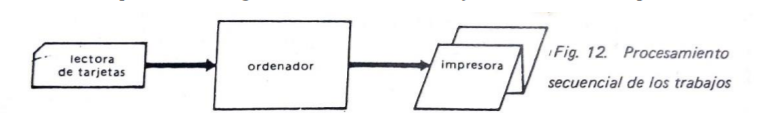 lectora
de tarjetas
ordenador
impresora
Fig. 12. Procesamiento
secuencial de los trabajos